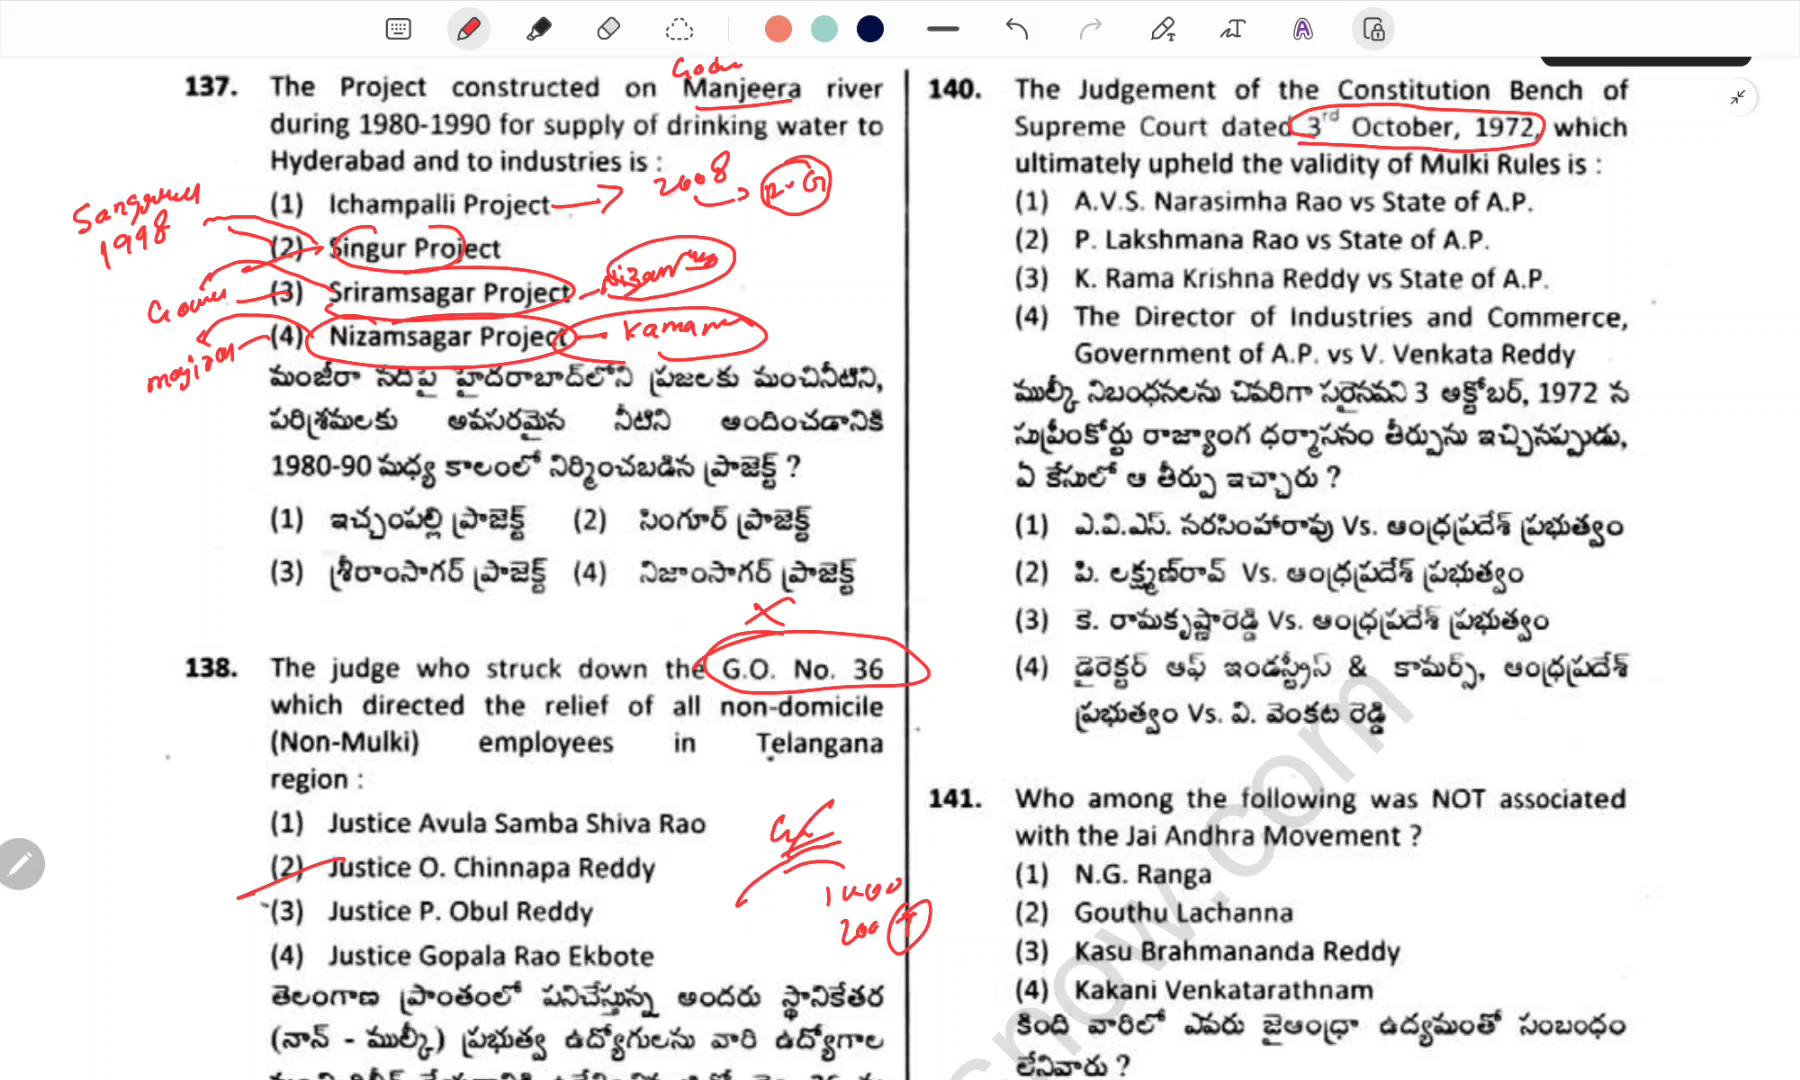 137. The Project constructed on Manjeera river
during 1980-1990 for supply of drinking water to
Hyderabad and to industries is :
2008
(1) Ichampalli Project
1998
(2) Singur Project
(3) Sriramsagar Project
(4) Nizamsagar Project
మంజీరా నదిపై హైదరాబాద్‌లోని ప్రజలకు మంచినీటిని,
పరిశ్రమలకు అవసరమైన నీటిని అందించడానికి
1980-90 మధ్య కాలంలో నిర్మించబడిన ప్రాజెక్ట్ ?
(1) ఇచ్చంపల్లి ప్రాజెక్ట్ (2) సింగూర్ ప్రాజెక్ట్
(3) శ్రీరాంసాగర్ ప్రాజెక్ట్ (4) నిజాంసాగర్ ప్రాజెక్ట్
138. The judge who struck down the G.O. No. 36
which directed the relief of all non-domicile
(Non-Mulki) employees in Telangana
region :
(1) Justice Avula Samba Shiva Rao
(2) Justice O. Chinnapa Reddy
(3) Justice P. Obul Reddy
(4) Justice Gopala Rao Ekbote
తెలంగాణ ప్రాంతంలో పనిచేస్తున్న అందరు స్థానికేతర
(నాన్ - ముల్కీ) ప్రభుత్వ ఉద్యోగులను వారి ఉద్యోగాల
140. The Judgement of the Constitution Bench of
Supreme Court dated 3rd October, 1972, which
ultimately upheld the validity of Mulki Rules is :
(1) A.V.S. Narasimha Rao vs State of A.P.
(2) P. Lakshmana Rao vs State of A.P.
(3) K. Rama Krishna Reddy vs State of A.P.
(4) The Director of Industries and Commerce,
Government of A.P. vs V. Venkata Reddy
ముల్కీ నిబంధనలను చివరిగా సరైనవని 3 అక్టోబర్, 1972 న
సుప్రీంకోర్టు రాజ్యాంగ ధర్మాసనం తీర్పును ఇచ్చినప్పుడు,
ఏ కేసులో ఆ తీర్పు ఇచ్చారు ?
(1) ఎ.వి.ఎస్. నరసింహారావు Vs. ఆంధ్రప్రదేశ్ ప్రభుత్వం
(2) పి. లక్ష్మణ్‌రావ్ Vs. ఆంధ్రప్రదేశ్ ప్రభుత్వం
(3) కె. రామకృష్ణారెడ్డి Vs. ఆంధ్రప్రదేశ్ ప్రభుత్వం
(4) డైరెక్టర్ ఆఫ్ ఇండస్ట్రీస్ & కామర్స్, ఆంధ్రప్రదేశ్
ప్రభుత్వం Vs. వి. వెంకట రెడ్డి
141. Who among the following was NOT associated
with the Jai Andhra Movement ?
(1) N.G. Ranga
(2) Gouthu Lachanna
(3) Kasu Brahmananda Reddy
(4) Kakani Venkatarathnam
కింది వారిలో ఎవరు జైఆంధ్రా ఉద్యమంతో సంబంధం
లేనివారు ?
snow.com